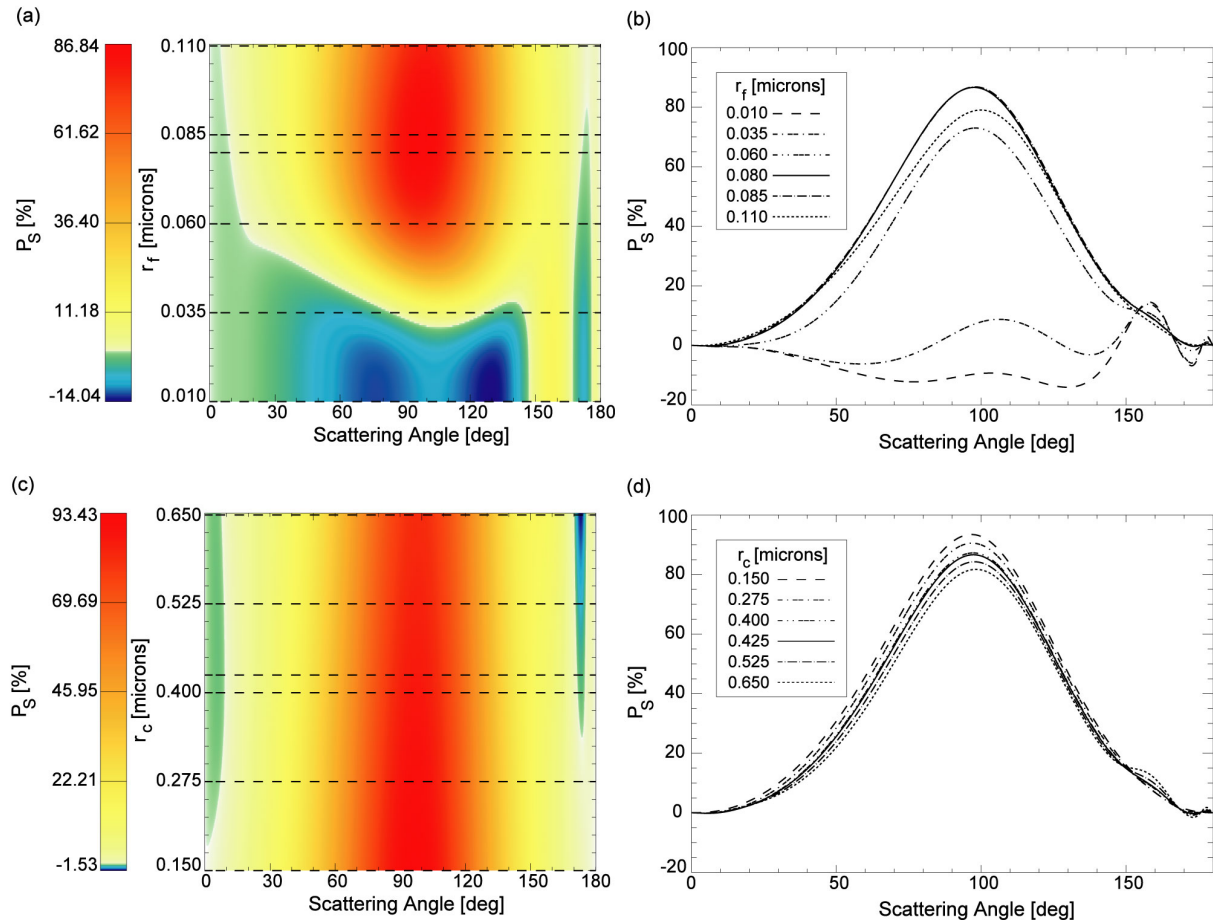 (a)
86.84
61.62
36.40
11.18
-14.04
P_S [%]
r_f [microns]
0.110
0.085
0.060
0.035
0.010
0 30 60 90 120 150 180
Scattering Angle [deg]
(b)
100
80
60
40
20
0
-20
P_S [%]
r_f [microns]
0.010
0.035
0.060
0.080
0.085
0.110
0 50 100 150
Scattering Angle [deg]
(c)
93.43
69.69
45.95
22.21
-1.53
P_S [%]
r_c [microns]
0.650
0.525
0.400
0.275
0.150
0 30 60 90 120 150 180
Scattering Angle [deg]
(d)
100
80
60
40
20
0
-20
P_S [%]
r_c [microns]
0.150
0.275
0.400
0.425
0.525
0.650
0 50 100 150
Scattering Angle [deg]